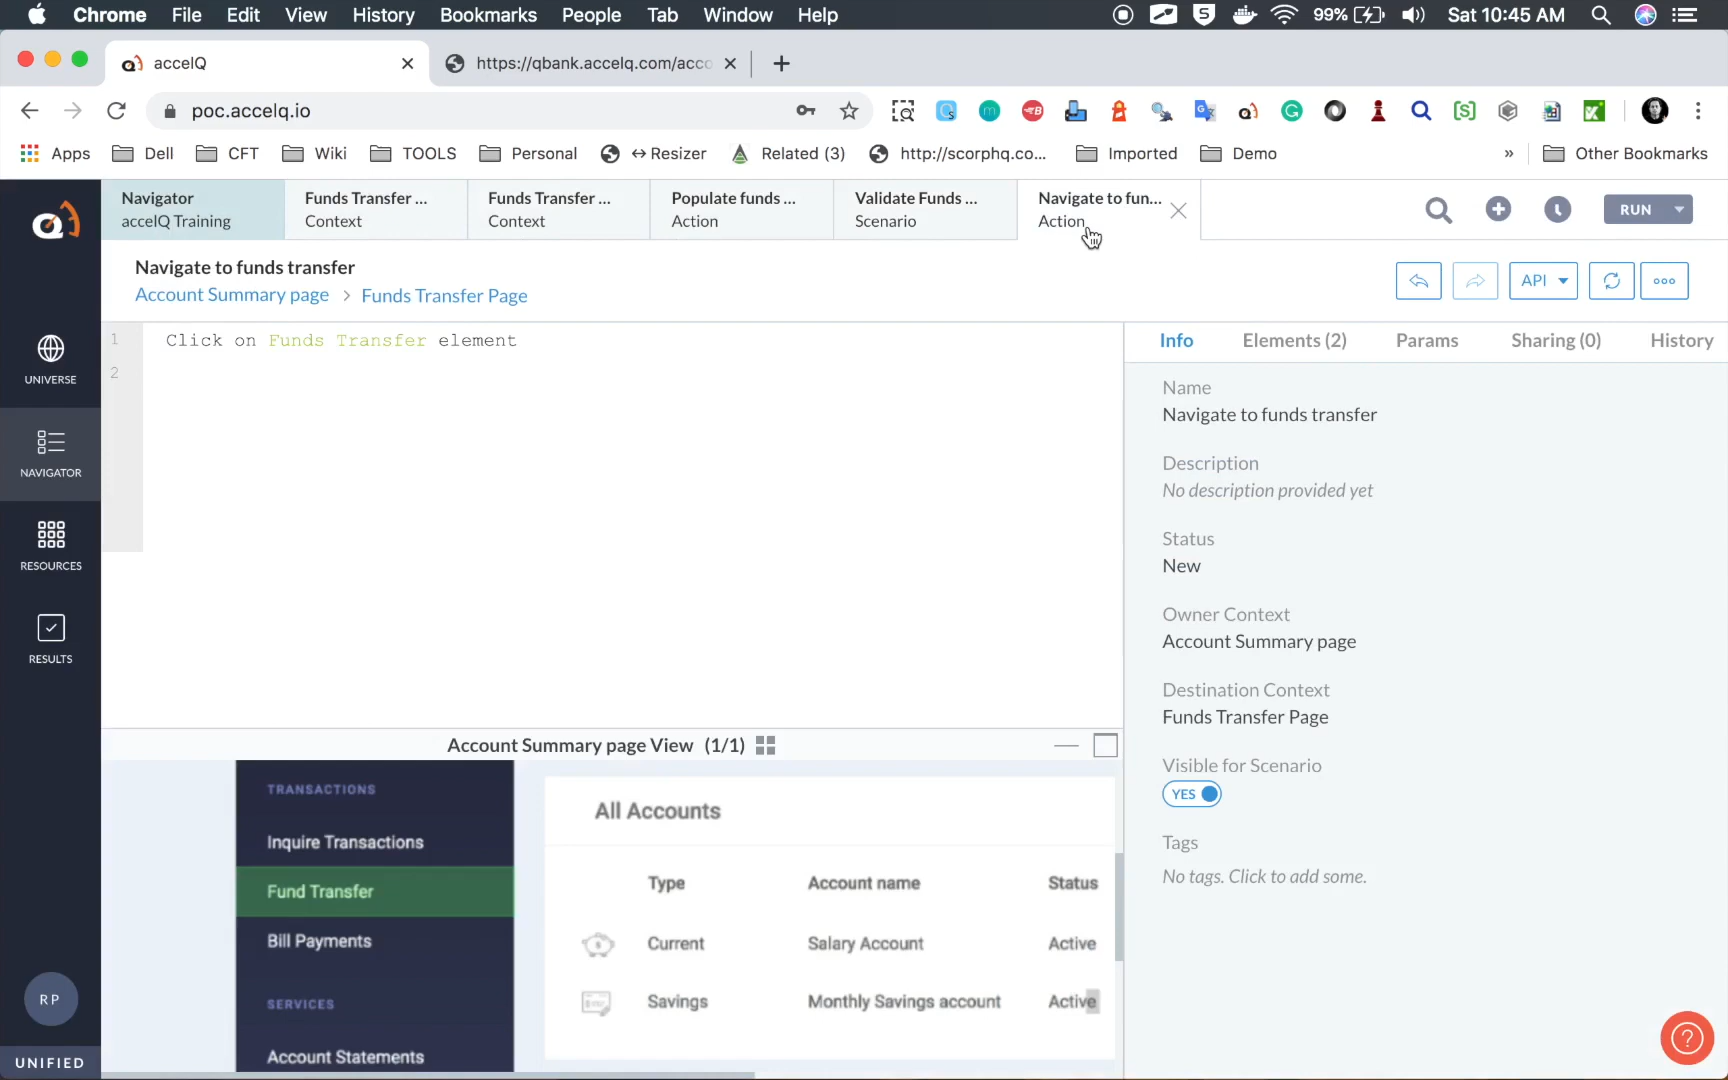 Chrome File Edit View History Bookmarks People Tab Window Help 99% Sat 10:45 AM
accelQ https://qbank.accelq.com/acco
poc.accelq.io
Apps Dell CFT Wiki TOOLS Personal ↔Resizer Related (3) http://scorphq.co... Imported Demo » Other Bookmarks
Navigator Funds Transfer ... Funds Transfer ... Populate funds ... Validate Funds ... Navigate to fun...
accelQ Training Context Context Action Scenario Action
RUN
Navigate to funds transfer
Account Summary page > Funds Transfer Page
API
1 Click on Funds Transfer element
2
Info Elements (2) Params Sharing (0) History
UNIVERSE
NAVIGATOR
RESOURCES
RESULTS
RP
UNIFIED
Name
Navigate to funds transfer
Description
No description provided yet
Status
New
Owner Context
Account Summary page
Destination Context
Funds Transfer Page
Visible for Scenario
YES
Tags
No tags. Click to add some.
Account Summary page View (1/1)
TRANSACTIONS
Inquire Transactions
Fund Transfer
Bill Payments
SERVICES
Account Statements
All Accounts
Type Account name Status
Current Salary Account Active
Savings Monthly Savings account Active
?